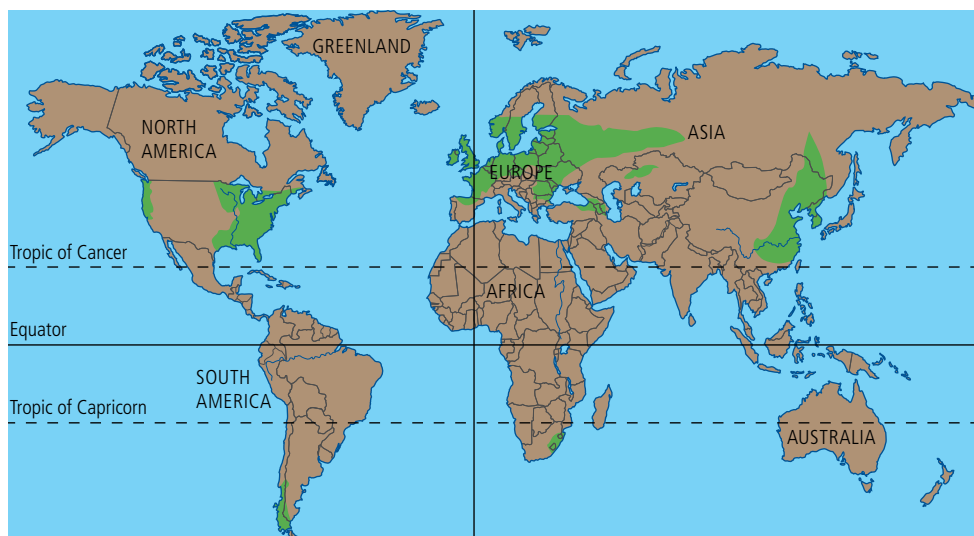 GREENLAND
NORTH
AMERICA
ASIA
EUROPE
Tropic of Cancer
AFRICA
Equator
SOUTH
AMERICA
Tropic of Capricorn
AUSTRALIA